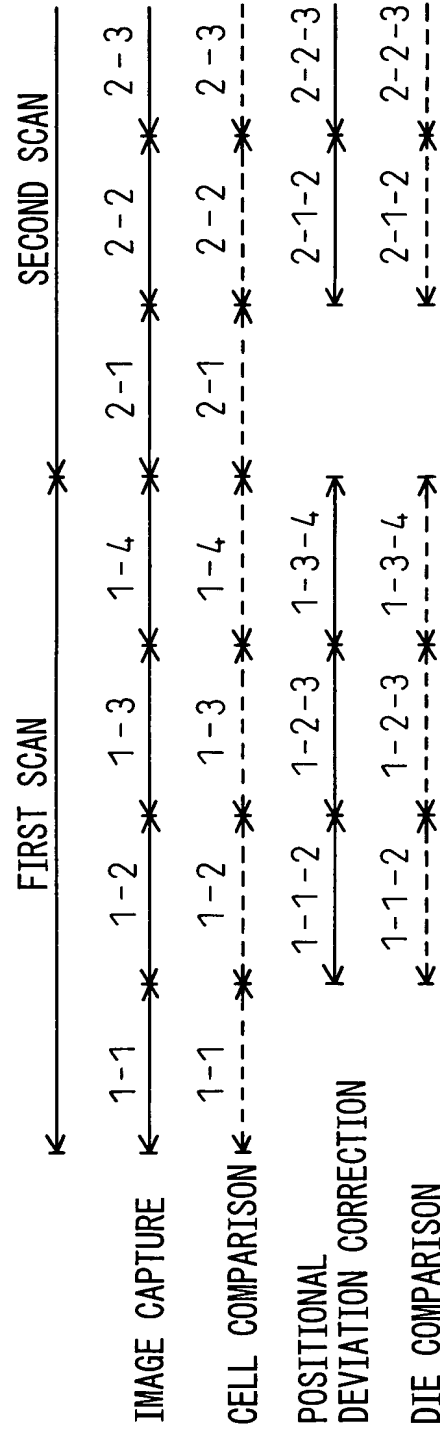 FIRST SCAN SECOND SCAN
IMAGE CAPTURE 1-1 1-2 1-3 1-4 2-1 2-2 2-3
CELL COMPARISON 1-1 1-2 1-3 1-4 2-1 2-2 2-3
POSITIONAL
DEVIATION CORRECTION 1-1-2 1-2-3 1-3-4 2-1-2 2-2-3
DIE COMPARISON 1-1-2 1-2-3 1-3-4 2-1-2 2-2-3